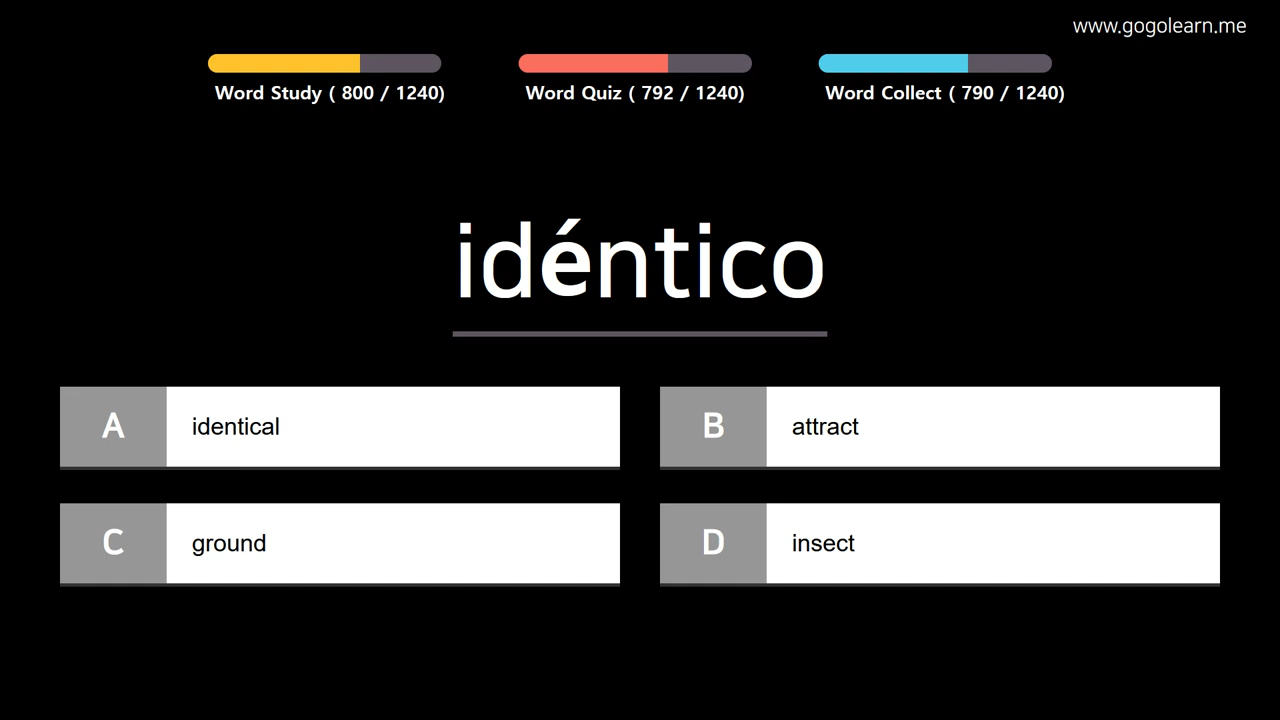 www.gogolearn.me
Word Study ( 800 / 1240)
Word Quiz ( 792 / 1240)
Word Collect ( 790 / 1240)
idéntico
A identical
B attract
C ground
D insect